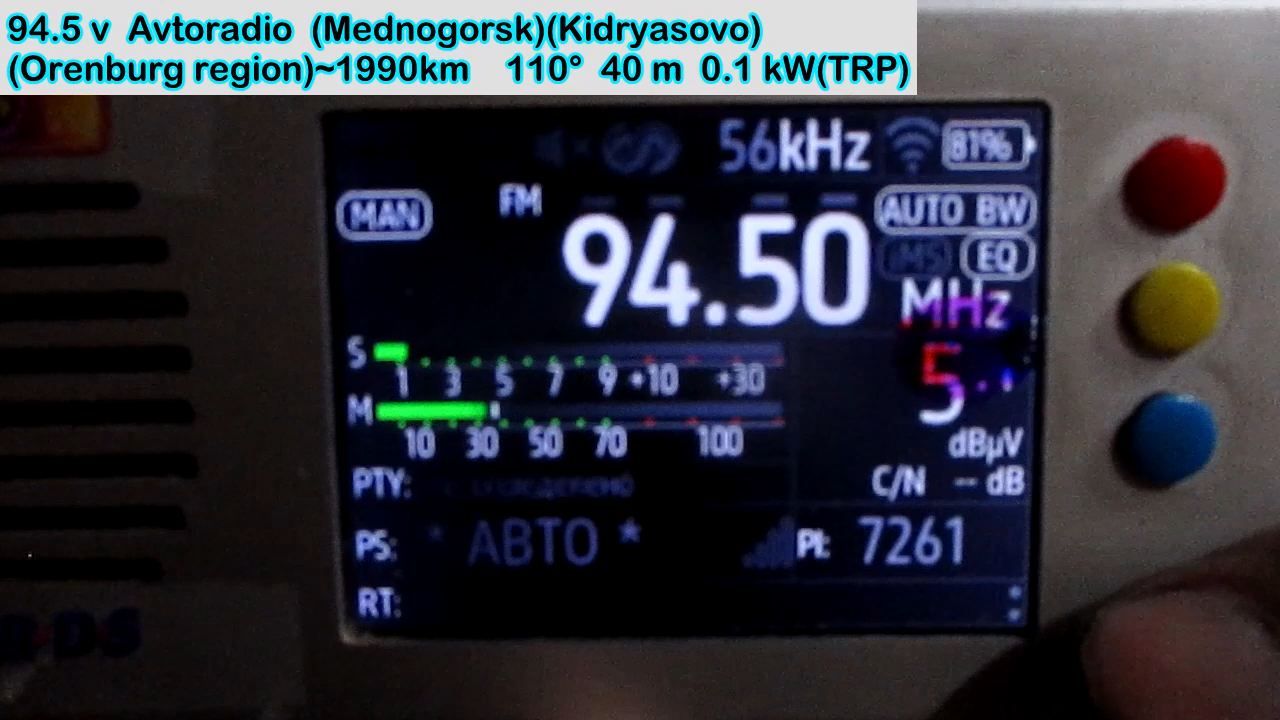 94.5 v Avtoradio (Mednogorsk)(Kidryasovo)
(Orenburg region)~1990km 110° 40 m 0.1 kW(TRP)
56kHz 81%
MAN FM AUTO BW
94.50 iMS EQ
MHz
S 5
1 3 5 7 9 +10 +30
M
10 30 50 70 100 dBµV
PTY: C/N -- dB
PS: * АВТО * PI: 7261
RT:
RDS